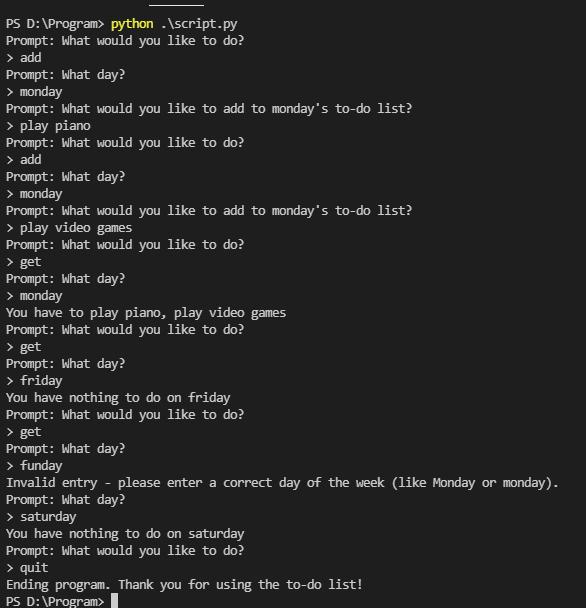 PS D:\Program> python .\script.py
Prompt: What would you like to do?
> add
Prompt: What day?
> monday
Prompt: What would you like to add to monday's to-do list?
> play piano
Prompt: What would you like to do?
> add
Prompt: What day?
> monday
Prompt: What would you like to add to monday's to-do list?
> play video games
Prompt: What would you like to do?
> get
Prompt: What day?
> monday
You have to play piano, play video games
Prompt: What would you like to do?
> get
Prompt: What day?
> friday
You have nothing to do on friday
Prompt: What would you like to do?
> get
Prompt: What day?
> funday
Invalid entry - please enter a correct day of the week (like Monday or monday).
Prompt: What day?
> saturday
You have nothing to do on saturday
Prompt: What would you like to do?
> quit
Ending program. Thank you for using the to-do list!
PS D:\Program>